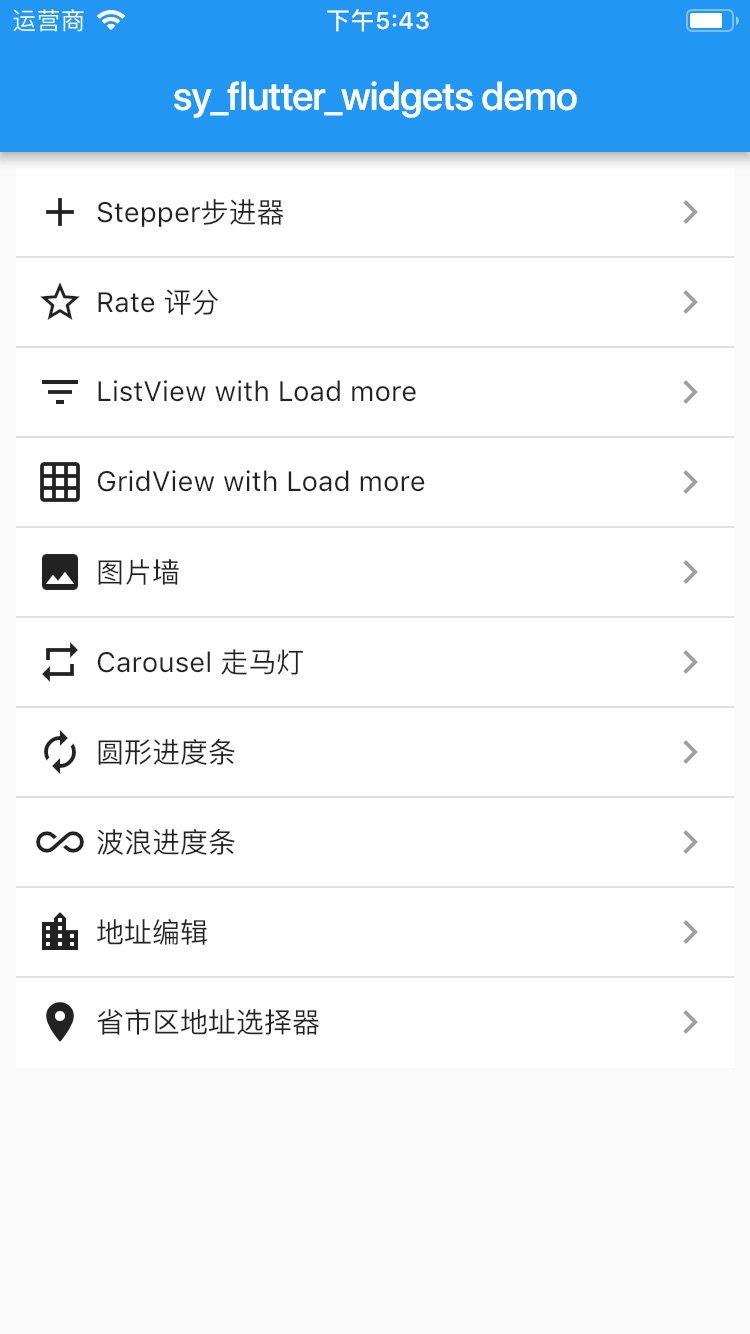 运营商
下午5:43
sy_flutter_widgets demo
Stepper步进器
Rate 评分
ListView with Load more
GridView with Load more
图片墙
Carousel 走马灯
圆形进度条
波浪进度条
地址编辑
省市区地址选择器